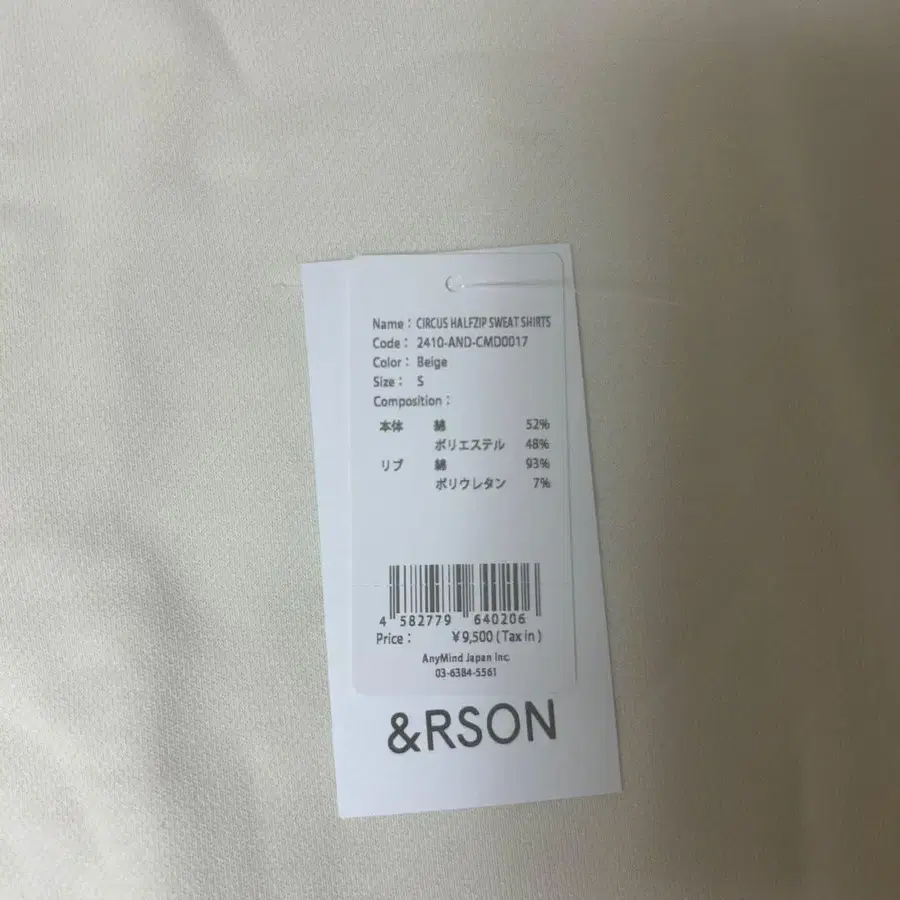 Name : CIRCUS HALFZIP SWEAT SHIRTS
Code : 2410-AND-CMD0017
Color : Beige
Size : S
Composition :
本体 綿 52%
ポリエステル 48%
リブ 綿 93%
ポリウレタン 7%
4 582779 640206
Price : ¥9,500 ( Tax in )
AnyMind Japan Inc.
03-6384-5561
&RSON